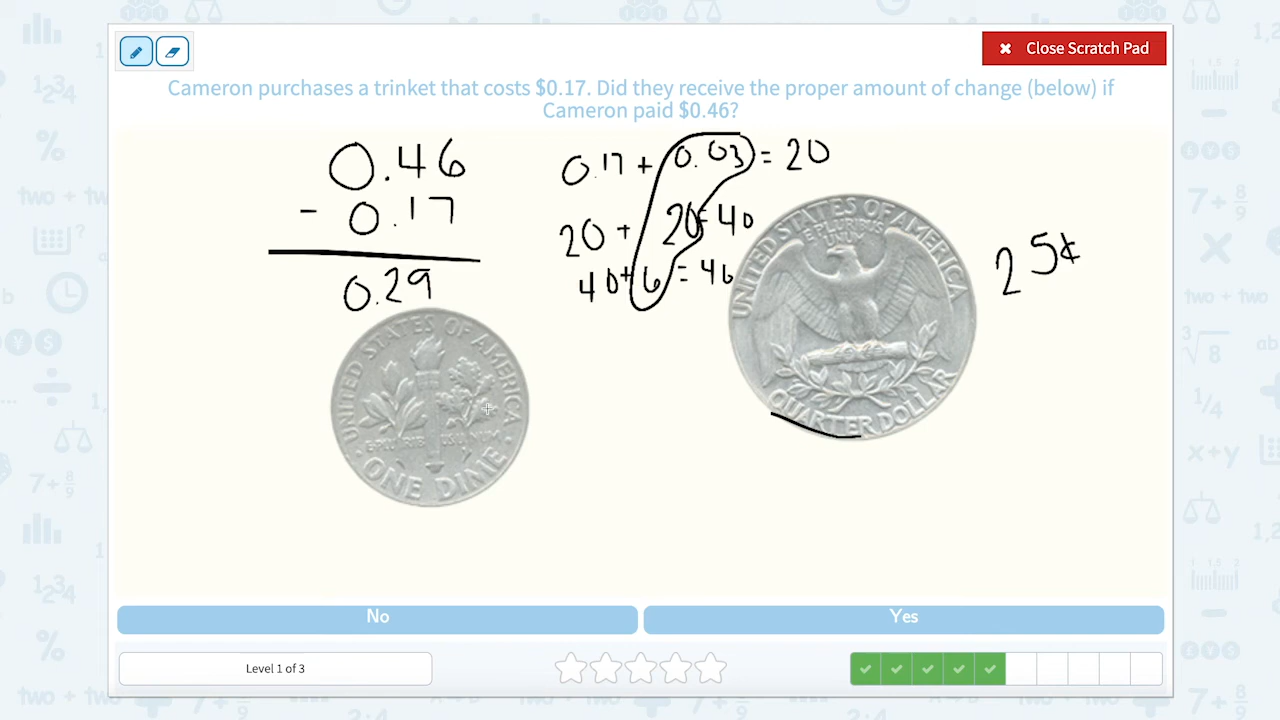 ✖ Close Scratch Pad
Cameron purchases a trinket that costs $0.17. Did they receive the proper amount of change (below) if
Cameron paid $0.46?
0.46
- 0.17
0.29
0.17 + 0.03 = 20
20 + 20 = 40
40 + 6 = 46
UNITED STATES OF AMERICA
E PLURIBUS UNUM
ONE DIME
UNITED STATES OF AMERICA
E PLURIBUS
UNUM
QUARTER DOLLAR
25¢
No
Yes
Level 1 of 3